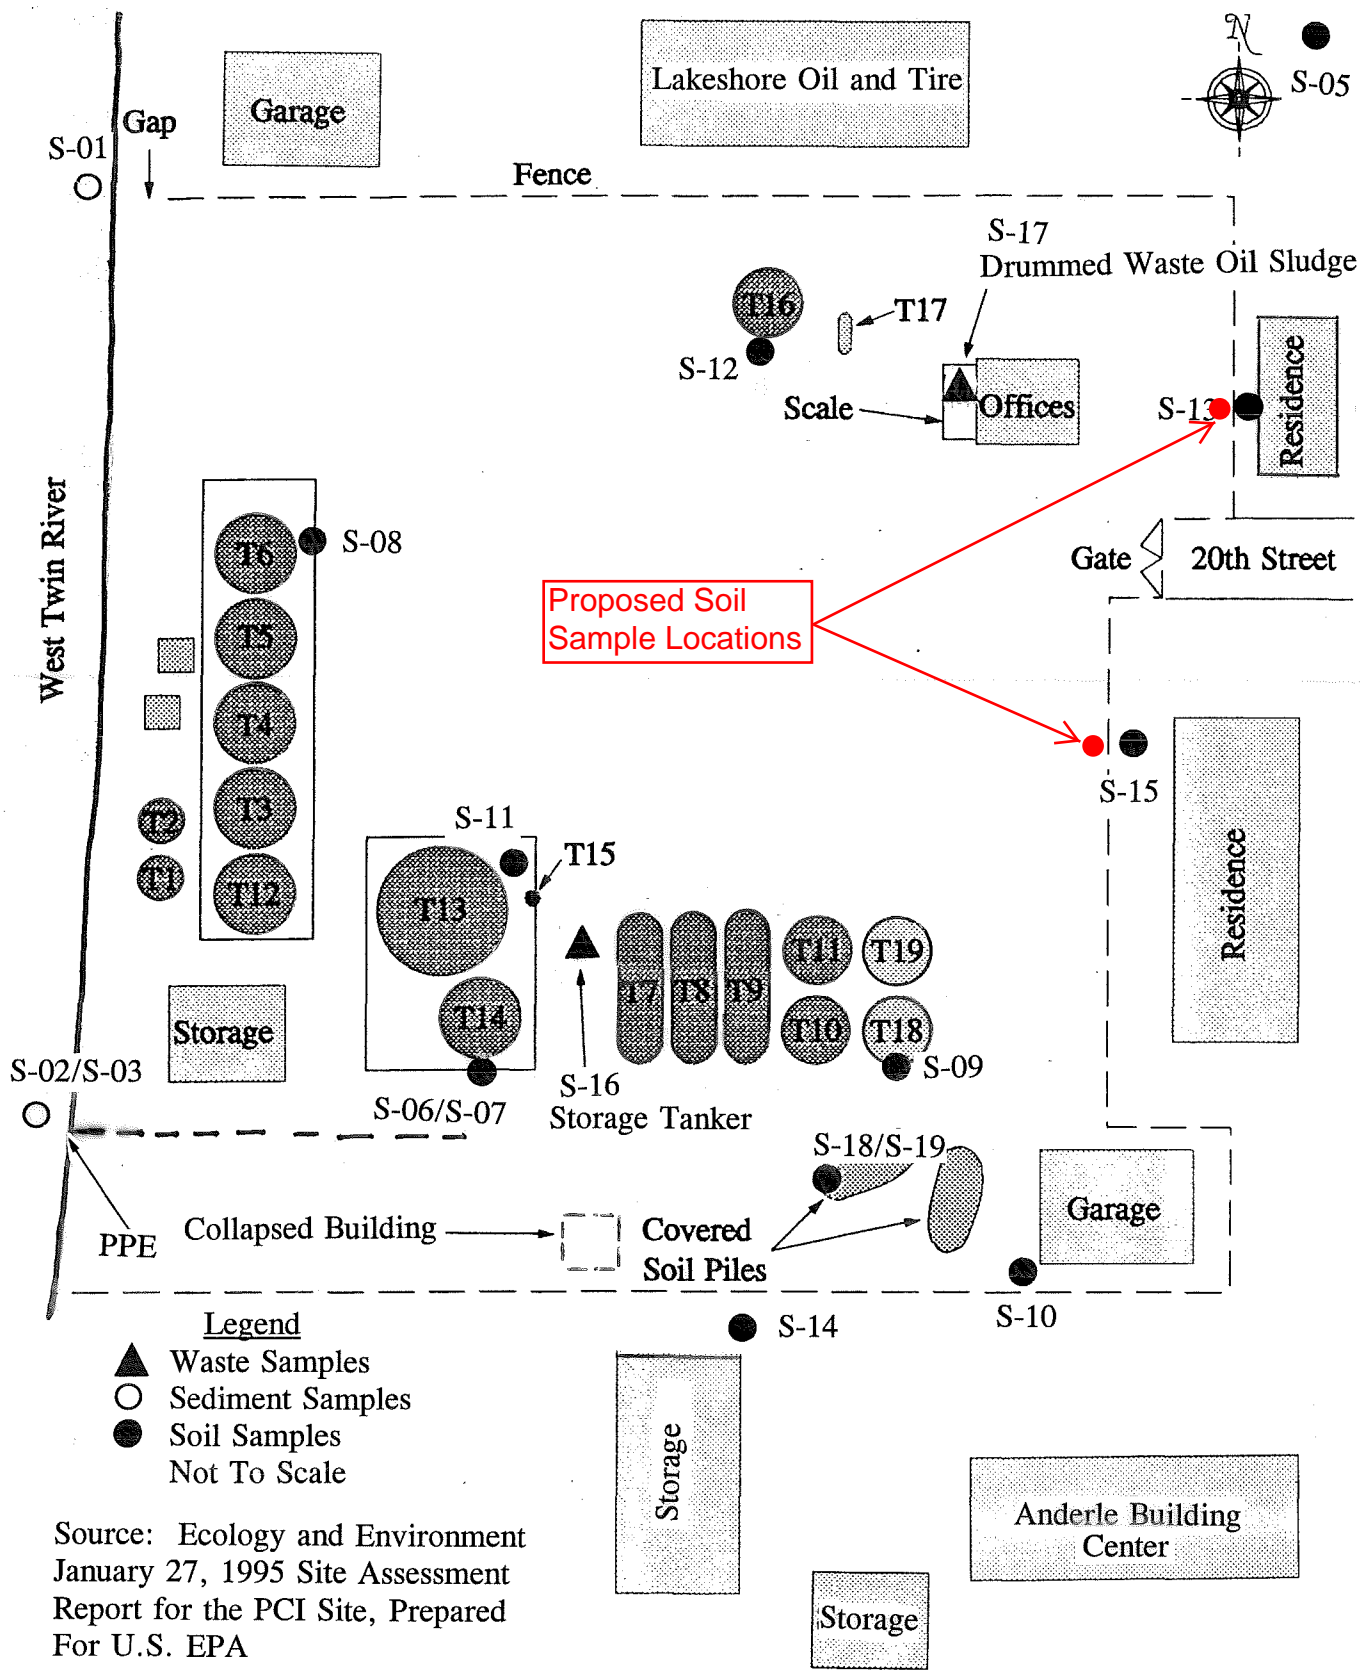 N
S-05
Lakeshore Oil and Tire
Garage
Gap
S-01
Fence
S-17
Drummed Waste Oil Sludge
T16
T17
S-12
Scale
Offices
S-13
Residence
West Twin River
T6
S-08
Gate
20th Street
Proposed Soil
Sample Locations
T5
T4
S-15
T3
T2
T1
T12
S-11
T15
T13
Residence
T7
T8
T9
T11
T19
T14
T10
T18
Storage
S-02/S-03
S-09
S-16
Storage Tanker
S-06/S-07
S-18/S-19
PPE
Collapsed Building
Covered
Soil Piles
Garage
S-10
S-14
Legend
Waste Samples
Sediment Samples
Soil Samples
Not To Scale
Storage
Anderle Building
Center
Storage
Source: Ecology and Environment
January 27, 1995 Site Assessment
Report for the PCI Site, Prepared
For U.S. EPA